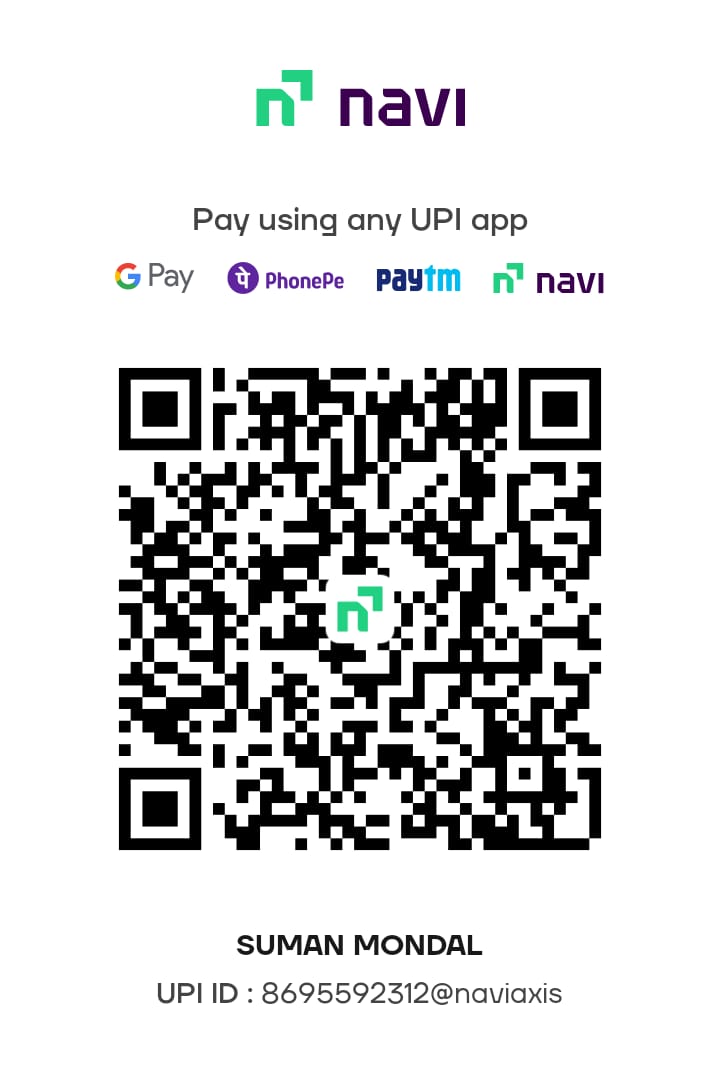 navi
Pay using any UPI app
G Pay पे PhonePe paytm navi
SUMAN MONDAL
UPI ID : 8695592312@naviaxis